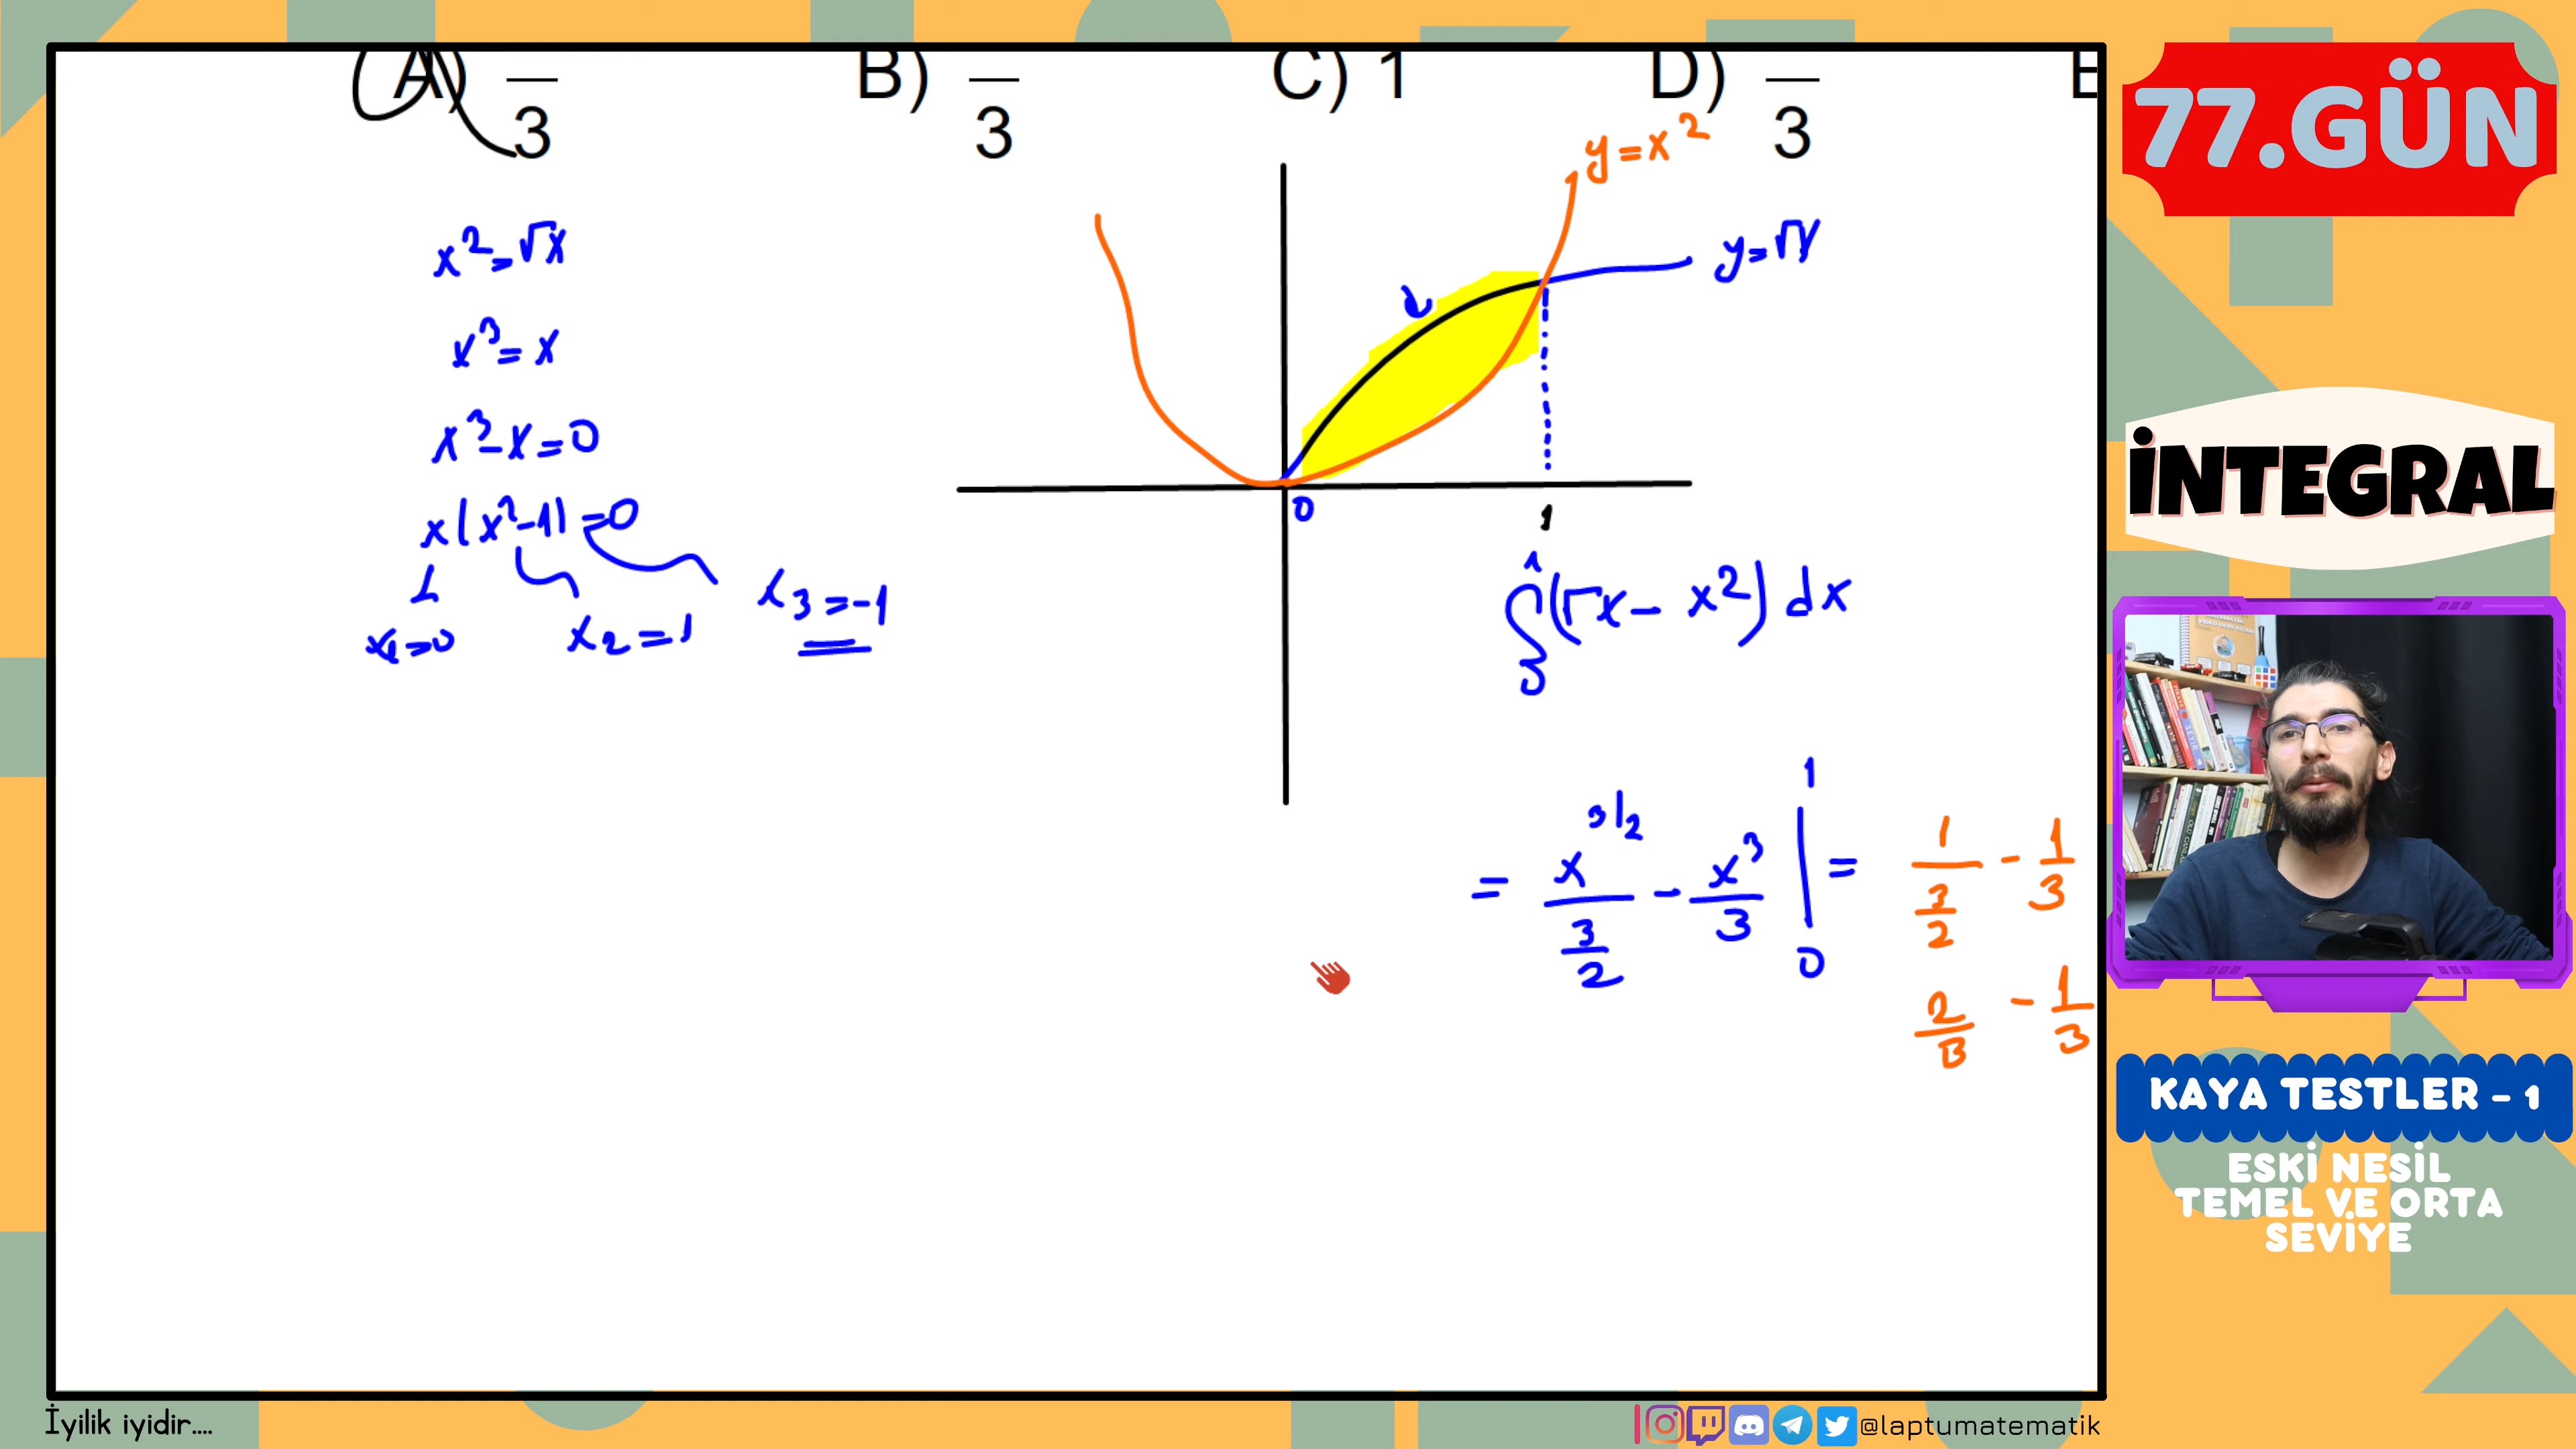 A) — 3 B) — 3 C) 1 D) — 3 E
y=x²
y=√x
x²=√x
x³=x
x³-x=0
x(x²-1)=0
x₁=0 x₂=1 x₃=-1
0 1
∫₀¹(√x - x²)dx
= x^(3/2)/(3/2) - x³/3 |₀¹ = 1/(3/2) - 1/3
2/3 - 1/3
77.GÜN
İNTEGRAL
KAYA TESTLER - 1
ESKİ NESİL
TEMEL VE ORTA
SEVİYE
İyilik iyidir....
@laptumatematik